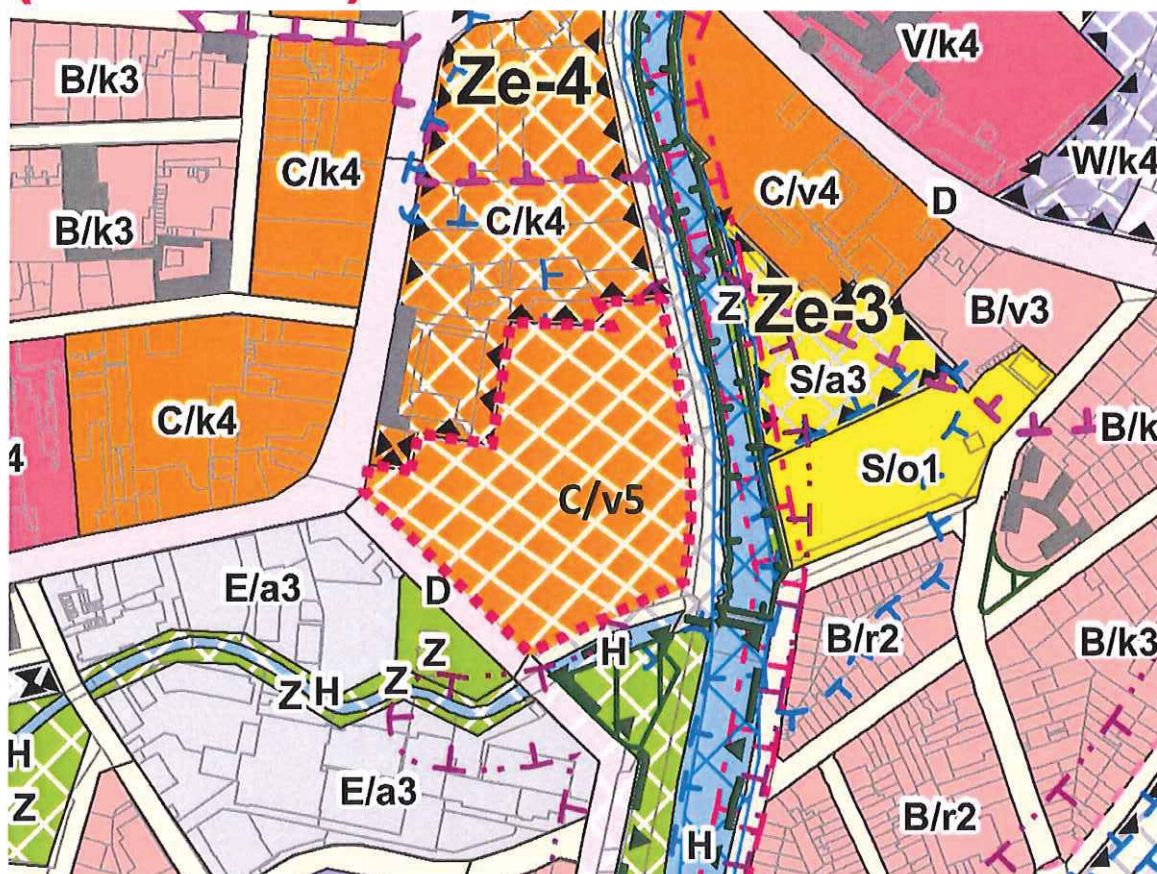 V/k4
Ze-4
B/k3
W/k4
C/k4
C/v4
D
C/k4
B/k3
Z
Ze-3
B/v3
S/a3
C/k4
B/k
4
S/o1
C/v5
E/a3
D
H
B/r2
B/k3
Z
Z
H
Z
H
Z
E/a3
B/r2
H